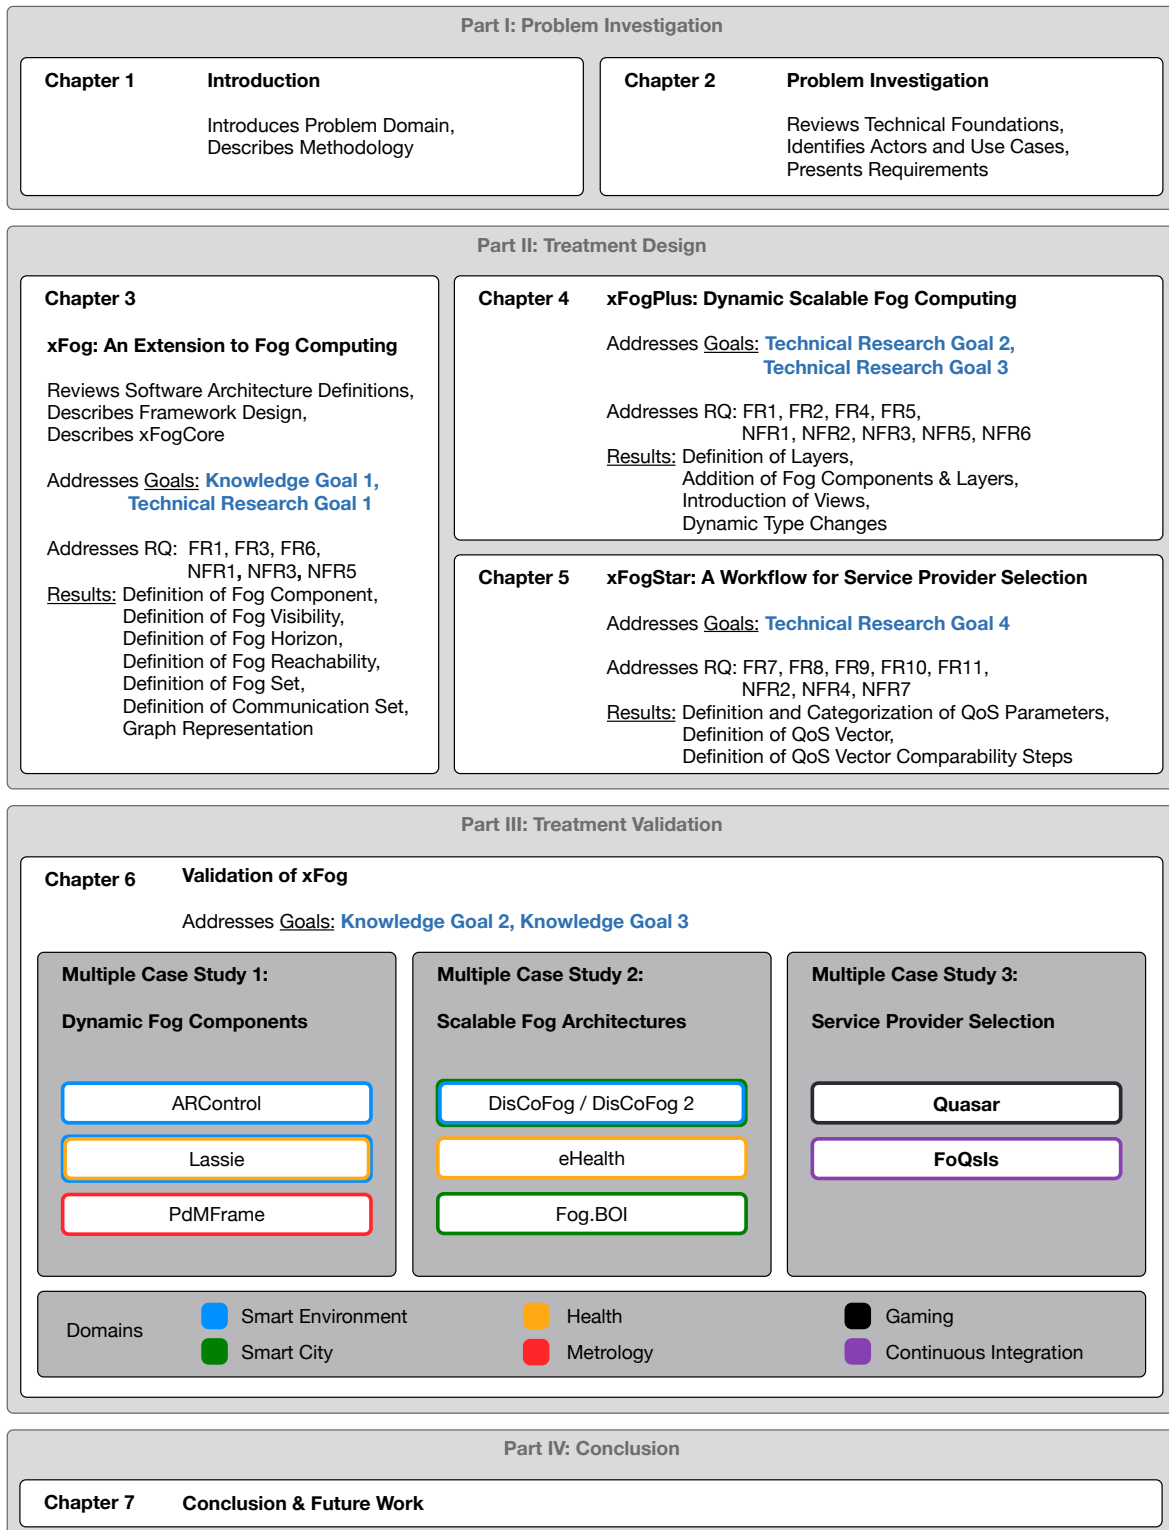 Part I: Problem Investigation
Chapter 1 Introduction
Introduces Problem Domain,
Describes Methodology
Chapter 2 Problem Investigation
Reviews Technical Foundations,
Identifies Actors and Use Cases,
Presents Requirements
Part II: Treatment Design
Chapter 3
xFog: An Extension to Fog Computing
Reviews Software Architecture Definitions,
Describes Framework Design,
Describes xFogCore
Addresses Goals: Knowledge Goal 1,
Technical Research Goal 1
Addresses RQ: FR1, FR3, FR6,
NFR1, NFR3, NFR5
Results: Definition of Fog Component,
Definition of Fog Visibility,
Definition of Fog Horizon,
Definition of Fog Reachability,
Definition of Fog Set,
Definition of Communication Set,
Graph Representation
Chapter 4 xFogPlus: Dynamic Scalable Fog Computing
Addresses Goals: Technical Research Goal 2,
Technical Research Goal 3
Addresses RQ: FR1, FR2, FR4, FR5,
NFR1, NFR2, NFR3, NFR5, NFR6
Results: Definition of Layers,
Addition of Fog Components & Layers,
Introduction of Views,
Dynamic Type Changes
Chapter 5 xFogStar: A Workflow for Service Provider Selection
Addresses Goals: Technical Research Goal 4
Addresses RQ: FR7, FR8, FR9, FR10, FR11,
NFR2, NFR4, NFR7
Results: Definition and Categorization of QoS Parameters,
Definition of QoS Vector,
Definition of QoS Vector Comparability Steps
Part III: Treatment Validation
Chapter 6 Validation of xFog
Addresses Goals: Knowledge Goal 2, Knowledge Goal 3
Multiple Case Study 1:
Dynamic Fog Components
ARControl
Lassie
PdMFrame
Multiple Case Study 2:
Scalable Fog Architectures
DisCoFog / DisCoFog 2
eHealth
Fog.BOI
Multiple Case Study 3:
Service Provider Selection
Quasar
FoQsIs
Domains
Smart Environment
Smart City
Health
Metrology
Gaming
Continuous Integration
Part IV: Conclusion
Chapter 7 Conclusion & Future Work